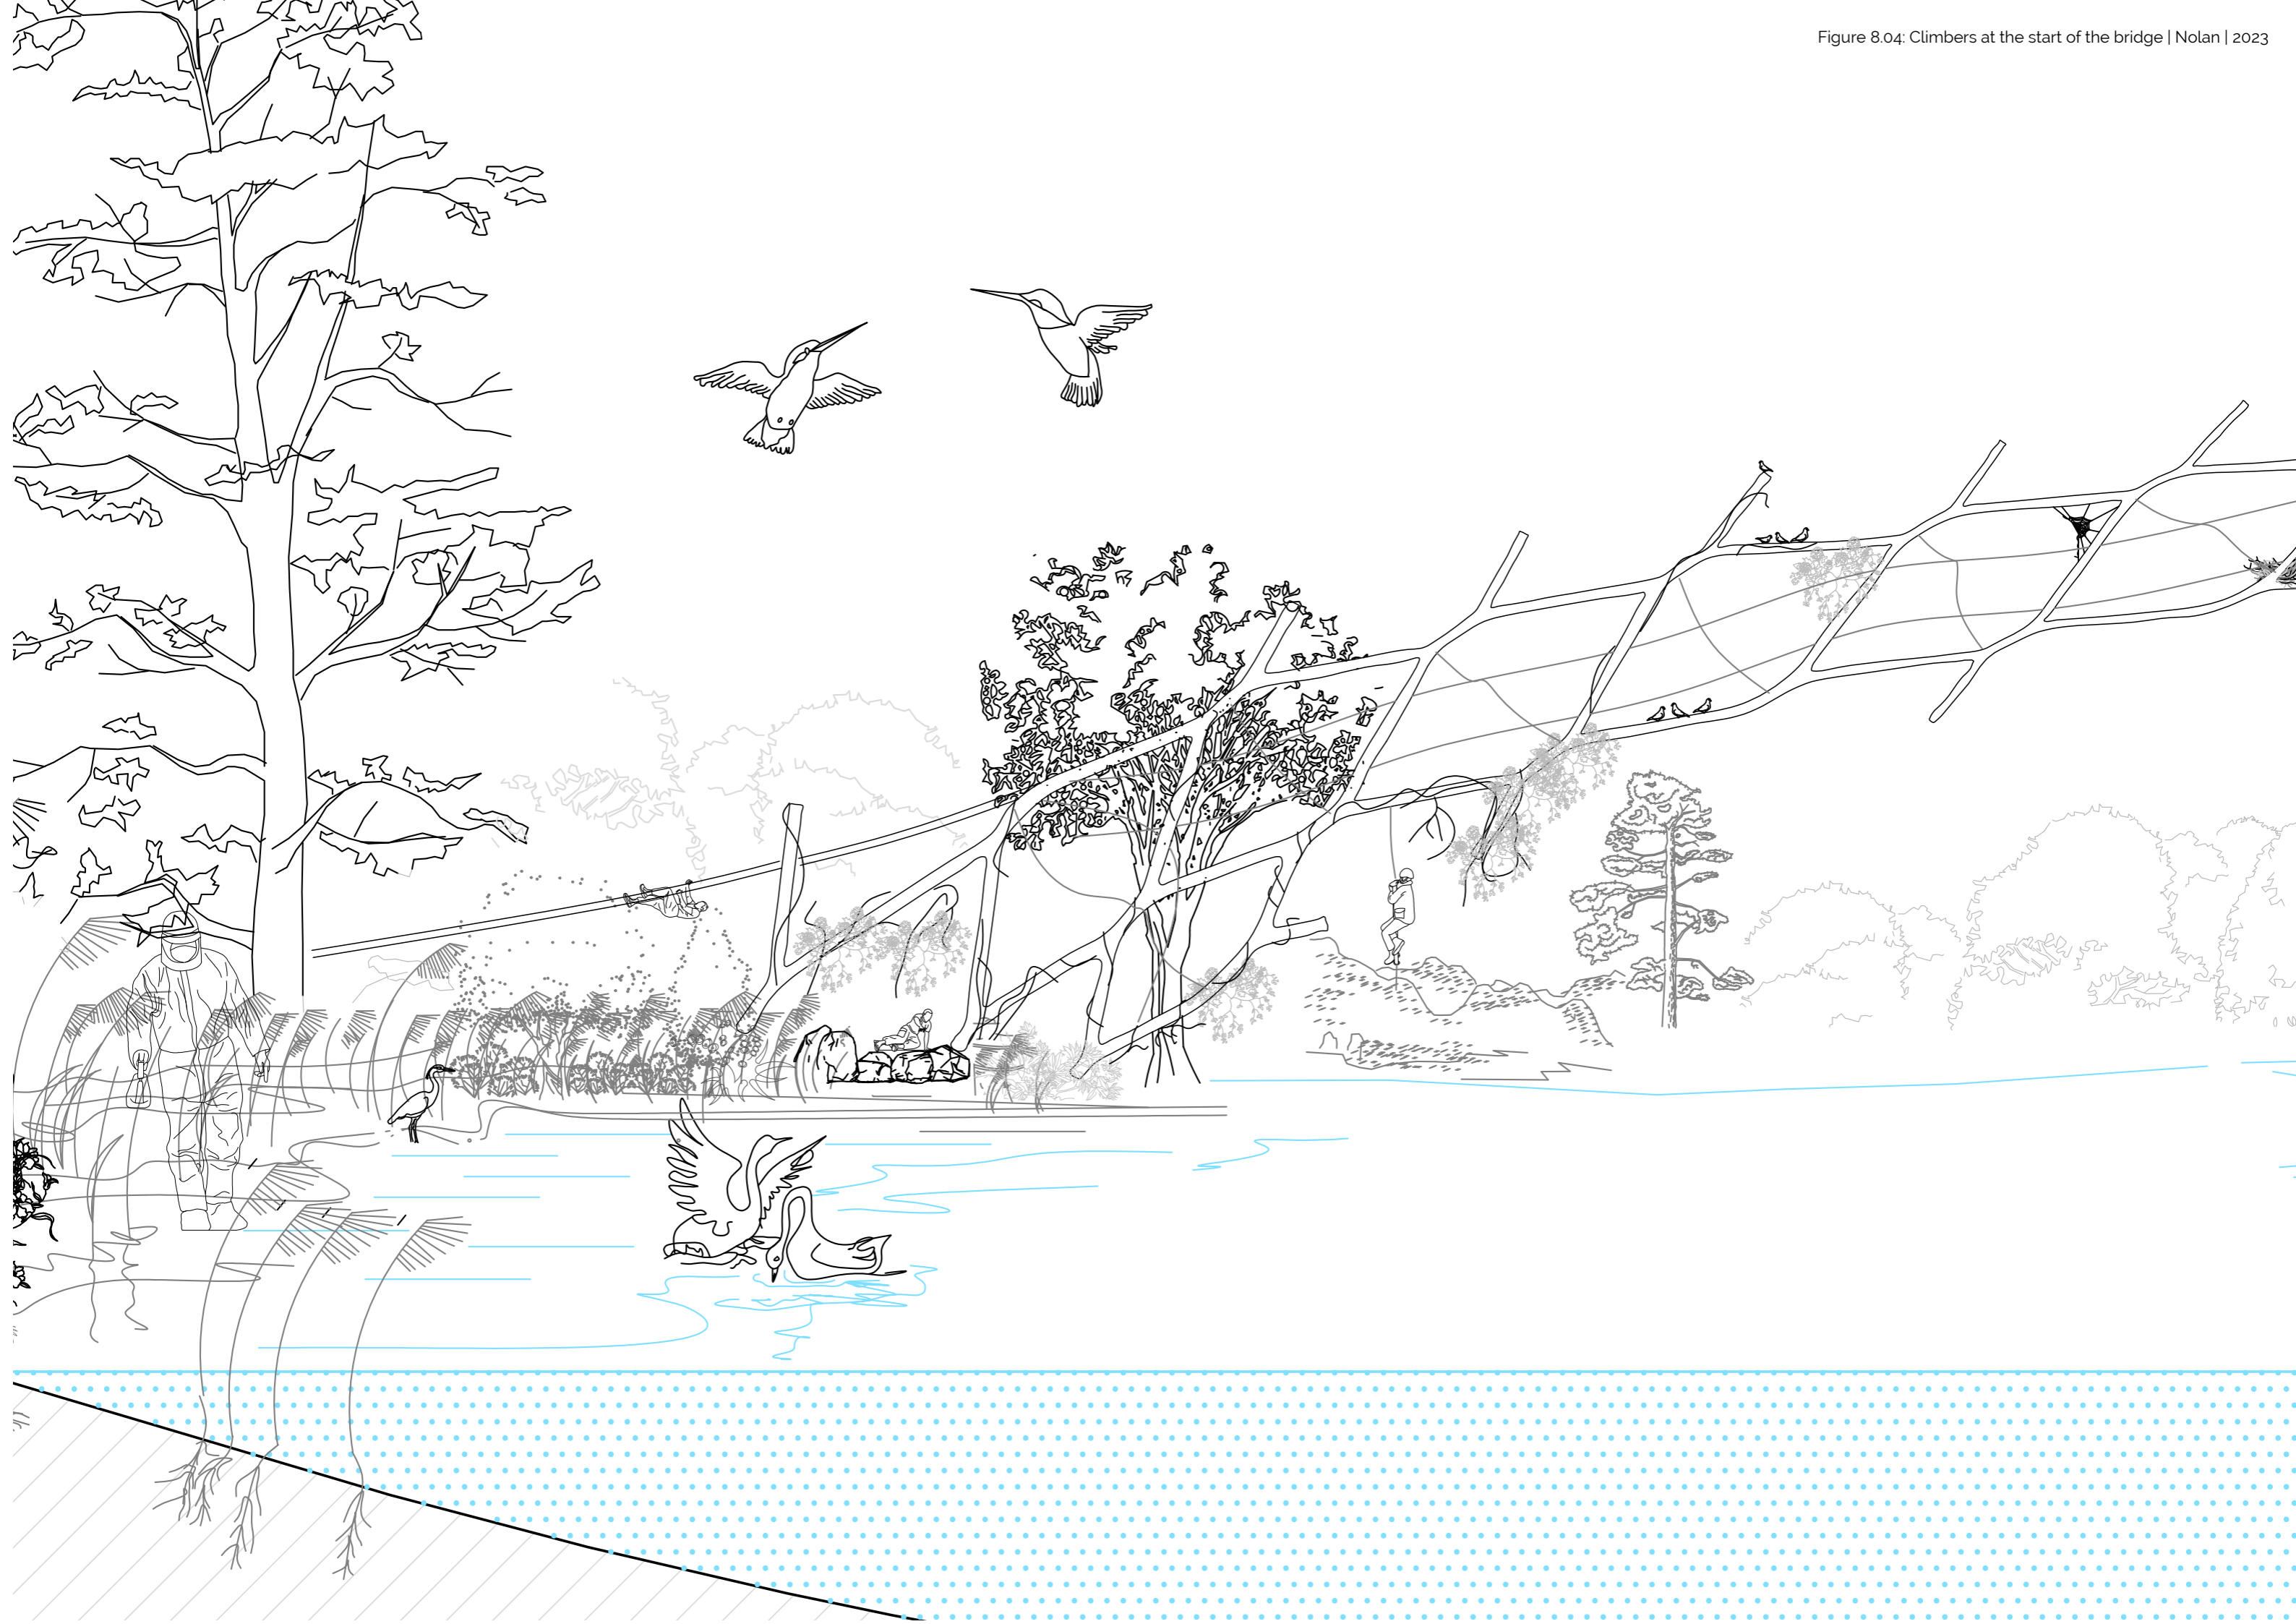 Figure 8.04: Climbers at the start of the bridge | Nolan | 2023